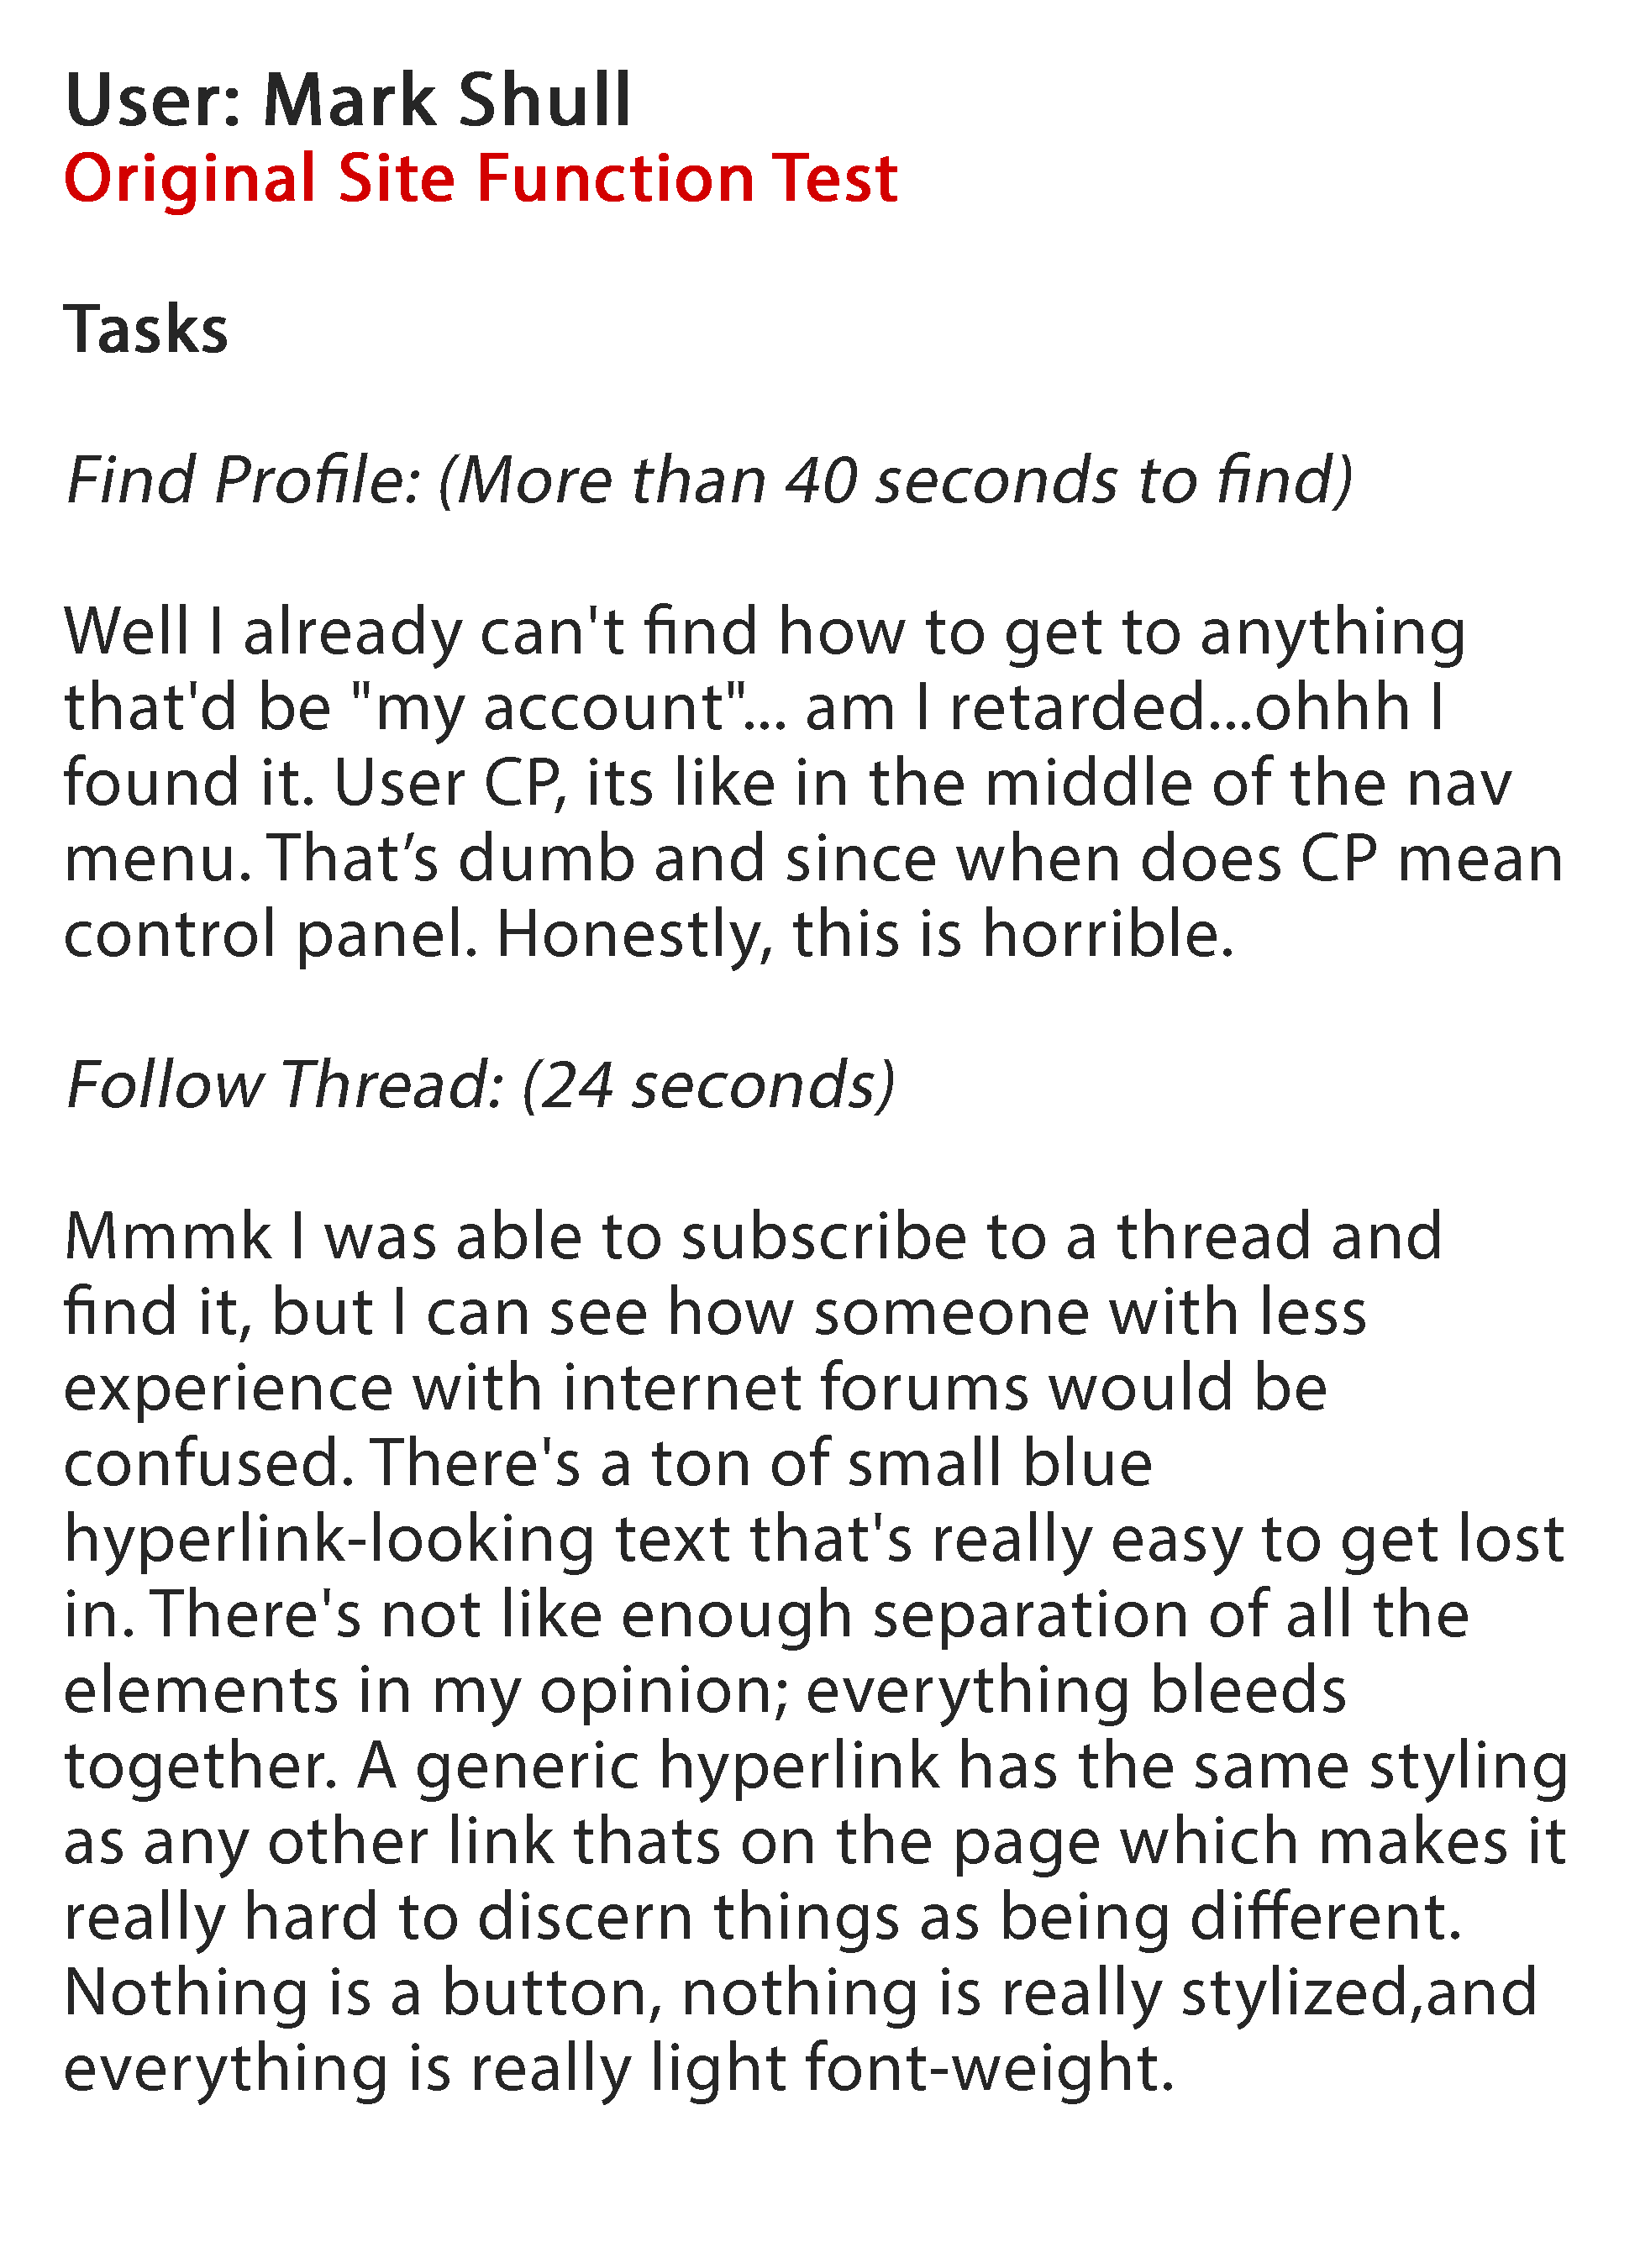 User: Mark Shull
Original Site Function Test
Tasks
Find Profile: (More than 40 seconds to find)
Well I already can't find how to get to anything
that'd be "my account"... am I retarded...ohhh I
found it. User CP, its like in the middle of the nav
menu. That’s dumb and since when does CP mean
control panel. Honestly, this is horrible.
Follow Thread: (24 seconds)
Mmmk I was able to subscribe to a thread and
find it, but I can see how someone with less
experience with internet forums would be
confused. There's a ton of small blue
hyperlink-looking text that's really easy to get lost
in. There's not like enough separation of all the
elements in my opinion; everything bleeds
together. A generic hyperlink has the same styling
as any other link thats on the page which makes it
really hard to discern things as being different.
Nothing is a button, nothing is really stylized,and
everything is really light font-weight.